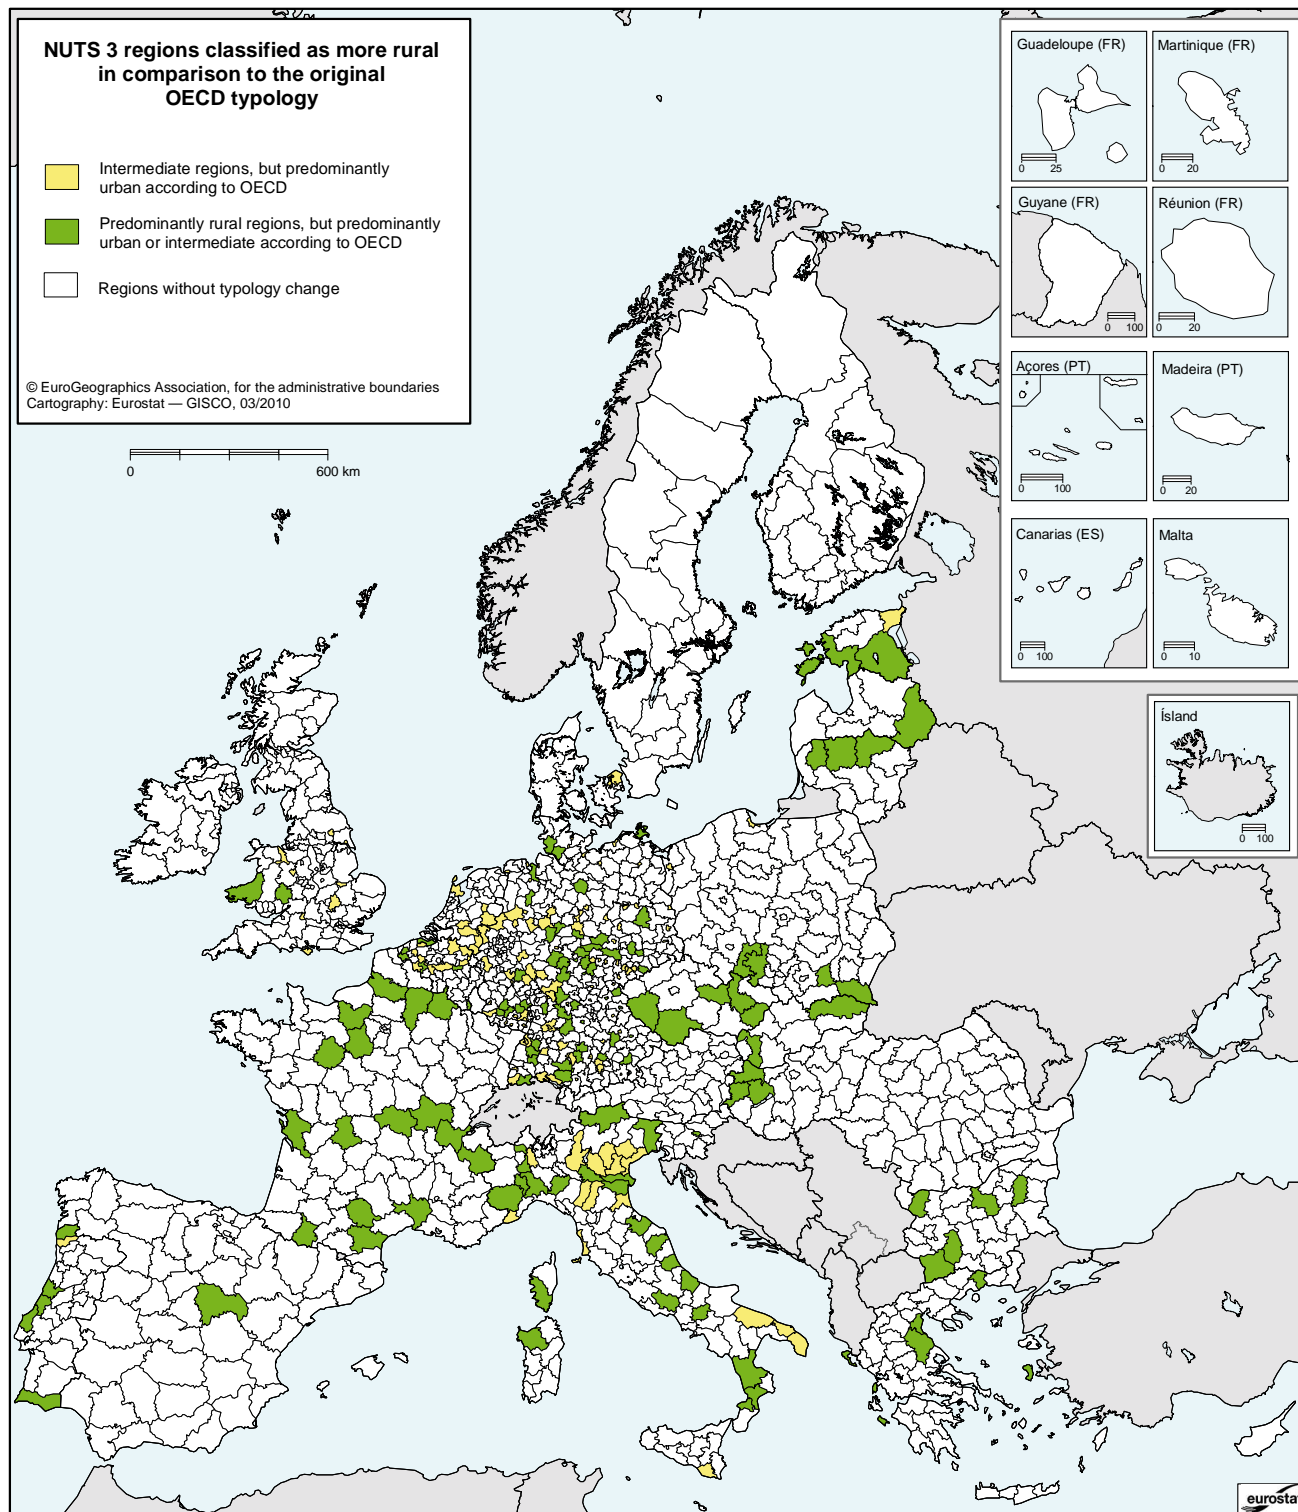 NUTS 3 regions classified as more rural
in comparison to the original
OECD typology
Intermediate regions, but predominantly
urban according to OECD
Predominantly rural regions, but predominantly
urban or intermediate according to OECD
Regions without typology change
© EuroGeographics Association, for the administrative boundaries
Cartography: Eurostat — GISCO, 03/2010
0 600 km
Guadeloupe (FR)
0 25
Martinique (FR)
0 20
Guyane (FR)
0 100
Réunion (FR)
0 20
Açores (PT)
0 100
Madeira (PT)
0 20
Canarias (ES)
0 100
Malta
0 10
Ísland
0 100
eurostat